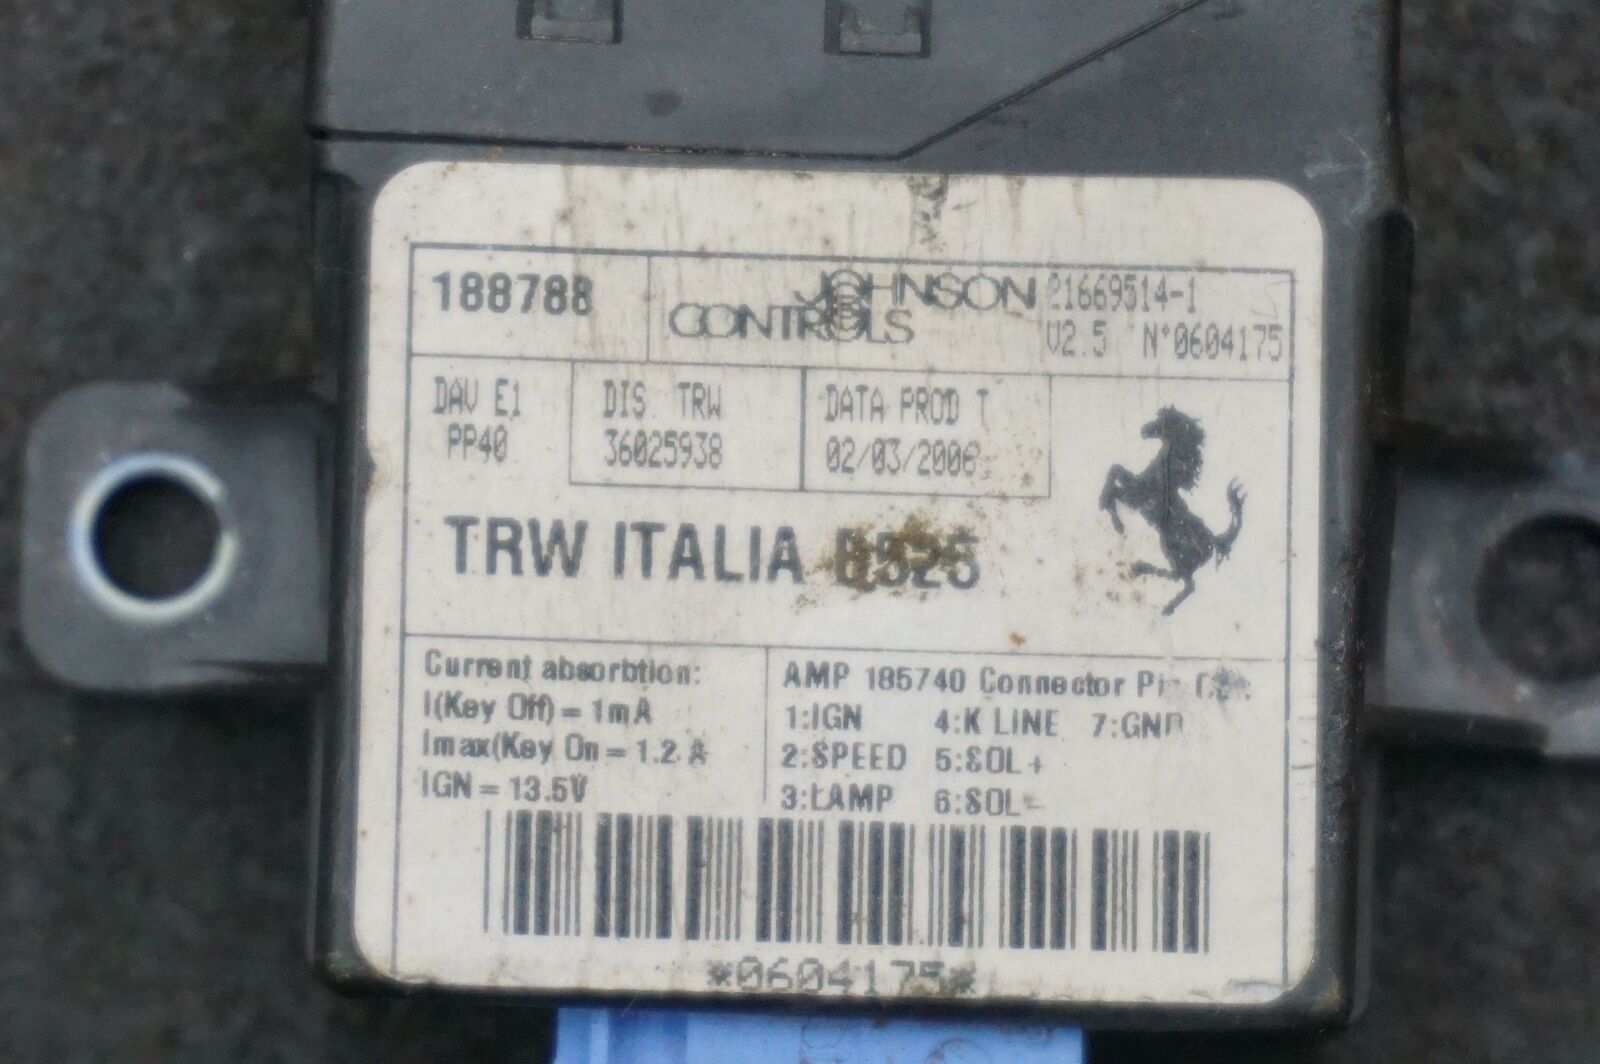 188788
JOHNSON CONTROLS
21669514-1
V2.5 N°0604175
DAV E1
PP40
DIS. TRW
36025938
DATA PROD T
02/03/2006
TRW ITALIA
Current absorbtion:
I(Key Off) = 1mA
Imax(Key On = 1.2 A
IGN = 13.5V
AMP 185740 Connector
1:IGN 4:K LINE 7:GND
2:SPEED 5:SOL+
3:LAMP 6:SOL-
*0604175*